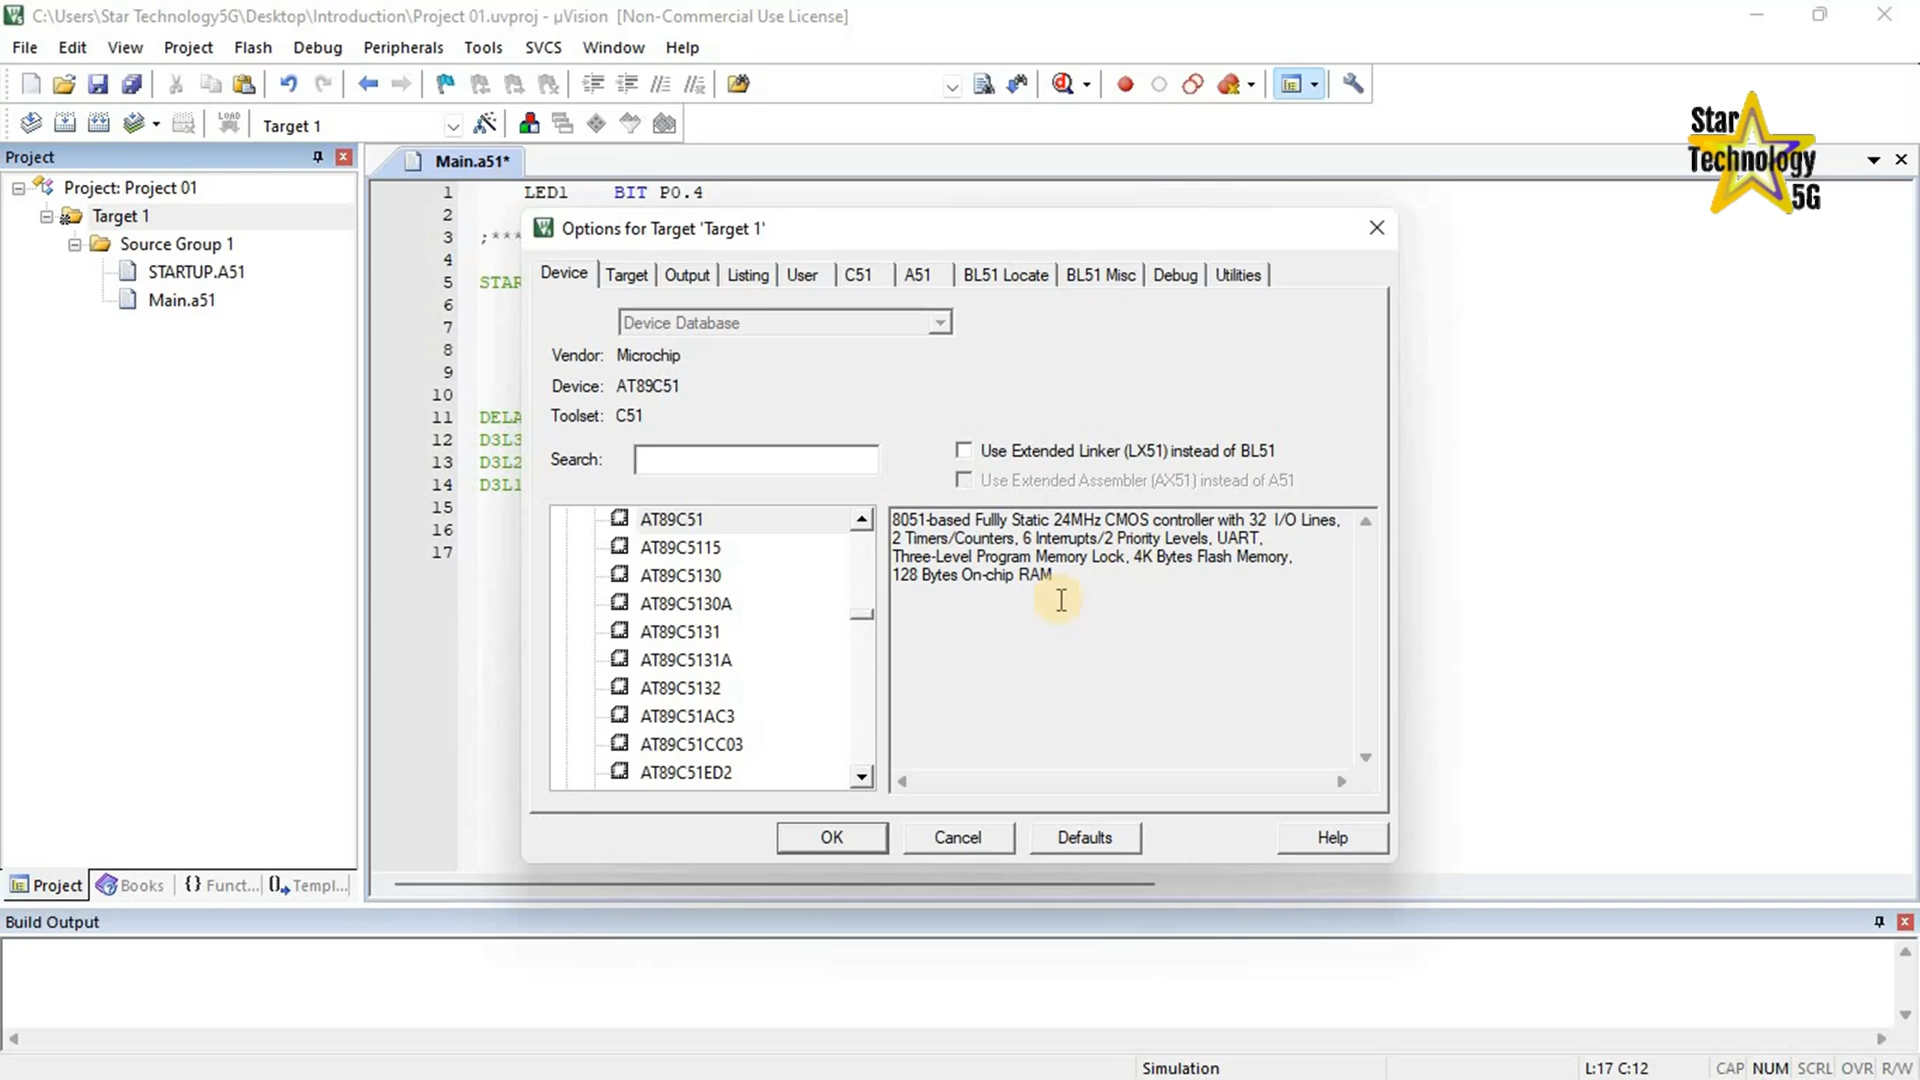 C:\Users\Star Technology5G\Desktop\Introduction\Project 01.uvproj - µVision [Non-Commercial Use License]
File Edit View Project Flash Debug Peripherals Tools SVCS Window Help
LOAD Target 1
Star
Technology
5G
Project
Main.a51*
Project: Project 01
Target 1
Source Group 1
STARTUP.A51
Main.a51
1 LED1 BIT P0.4
2
3 ;***
4
5 STAR
6
7
8
9
10
11 DELA
12 D3L3
13 D3L2
14 D3L1
15
16
17
Options for Target 'Target 1'
Device Target Output Listing User C51 A51 BL51 Locate BL51 Misc Debug Utilities
Device Database
Vendor: Microchip
Device: AT89C51
Toolset: C51
Search:
Use Extended Linker (LX51) instead of BL51
Use Extended Assembler (AX51) instead of A51
AT89C51
AT89C5115
AT89C5130
AT89C5130A
AT89C5131
AT89C5131A
AT89C5132
AT89C51AC3
AT89C51CC03
AT89C51ED2
8051-based Fullly Static 24MHz CMOS controller with 32 I/O Lines,
2 Timers/Counters, 6 Interrupts/2 Priority Levels, UART,
Three-Level Program Memory Lock, 4K Bytes Flash Memory,
128 Bytes On-chip RAM
OK Cancel Defaults Help
Project Books {} Funct... Templ...
Build Output
Simulation L:17 C:12 CAP NUM SCRL OVR R/W